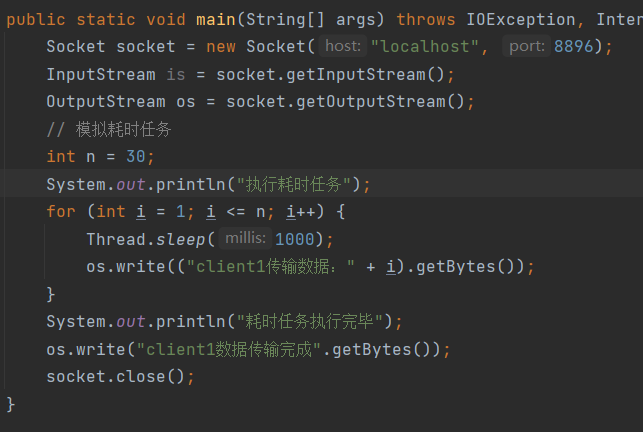 public static void main(String[] args) throws IOException, Inter
Socket socket = new Socket( host: "localhost", port: 8896);
InputStream is = socket.getInputStream();
OutputStream os = socket.getOutputStream();
// 模拟耗时任务
int n = 30;
System.out.println("执行耗时任务");
for (int i = 1; i <= n; i++) {
Thread.sleep( millis: 1000);
os.write(("client1传输数据：" + i).getBytes());
}
System.out.println("耗时任务执行完毕");
os.write("client1数据传输完成".getBytes());
socket.close();
}